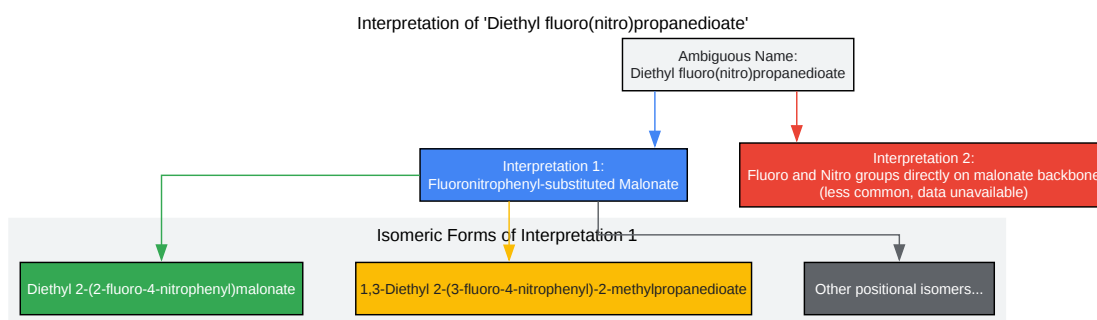 Interpretation of 'Diethyl fluoro(nitro)propanedioate'
Ambiguous Name:
Diethyl fluoro(nitro)propanedioate
Interpretation 1:
Fluoronitrophenyl-substituted Malonate
Interpretation 2:
Fluoro and Nitro groups directly on malonate backbone
(less common, data unavailable)
Isomeric Forms of Interpretation 1
Diethyl 2-(2-fluoro-4-nitrophenyl)malonate
1,3-Diethyl 2-(3-fluoro-4-nitrophenyl)-2-methylpropanedioate
Other positional isomers...